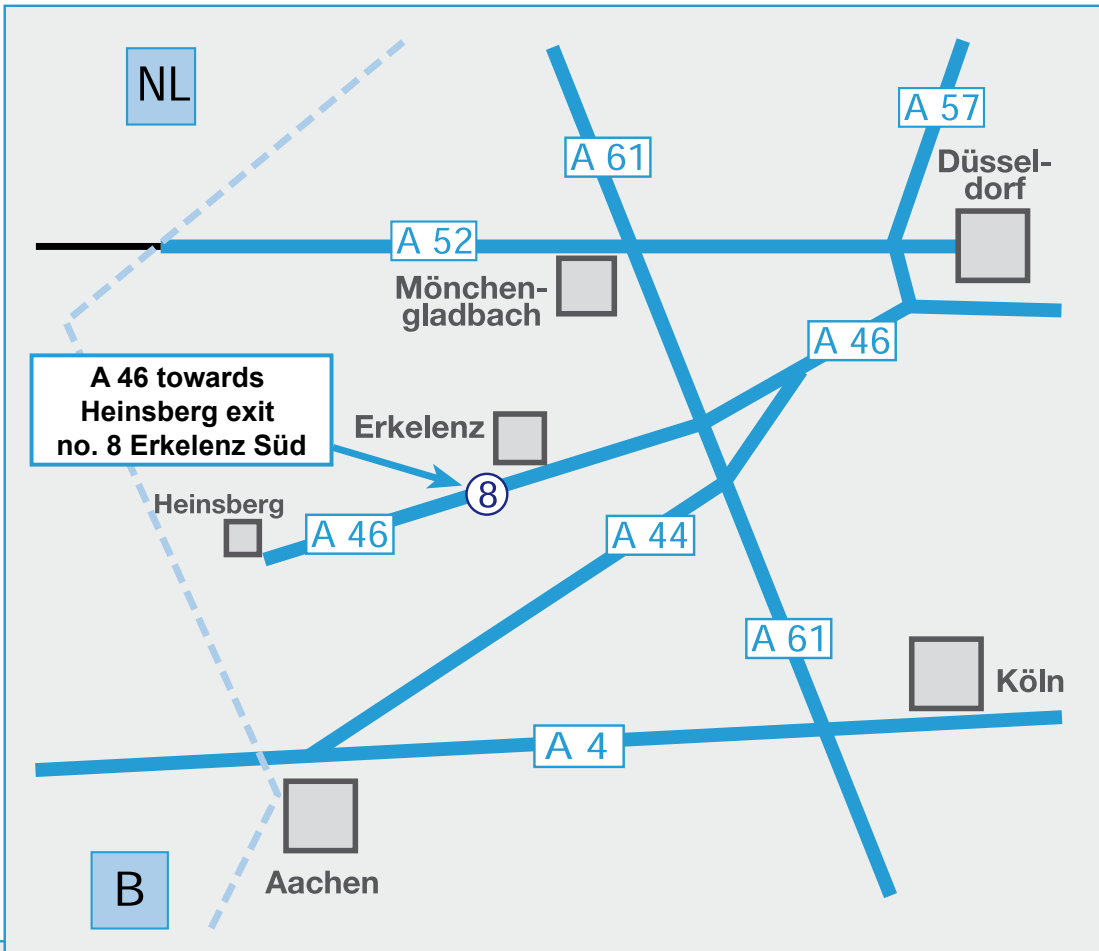 NL
A 57
A 61
Düssel-
dorf
A 52
Mönchen-
gladbach
A 46
A 46 towards
Heinsberg exit
no. 8 Erkelenz Süd
Erkelenz
8
Heinsberg
A 46
A 44
A 61
Köln
A 4
Aachen
B